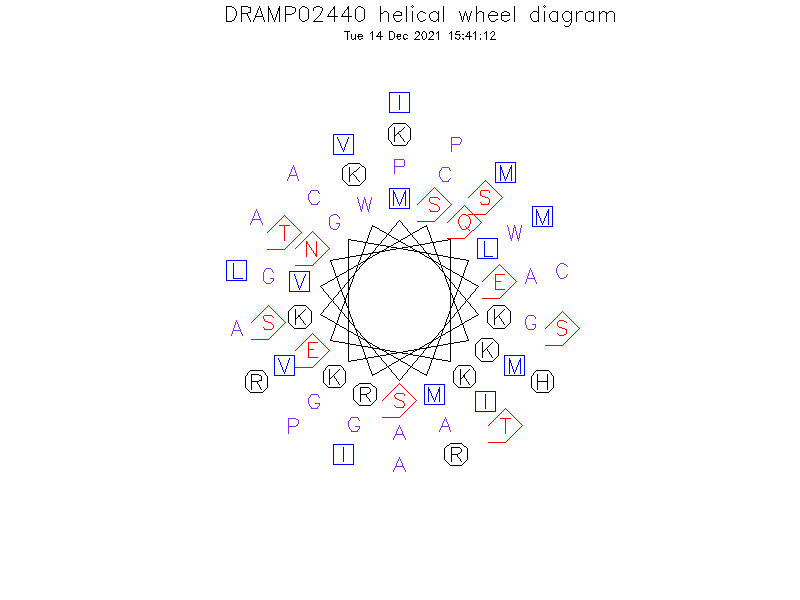 DRAMP02440 helical wheel diagram
Tue 14 Dec 2021 15:41:12
I
K
V P
K P C M
A S
C W M S M
A G Q W
T N L
L G V E A C
A S K K G S
E K
V M
R K K H
G R S M I
P G A A T
I A R